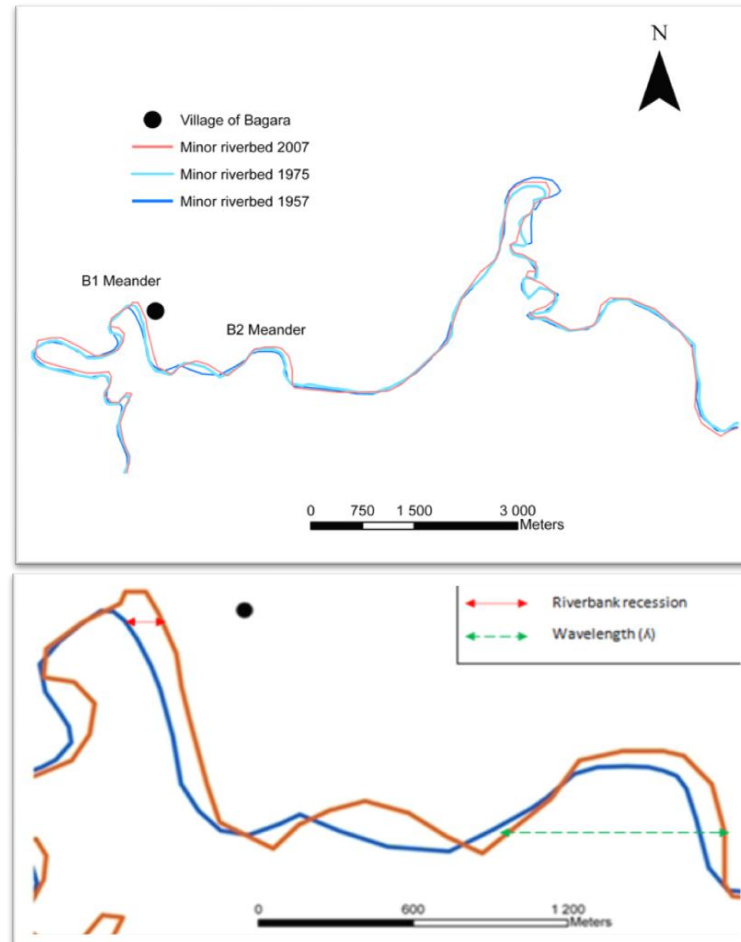 N
Village of Bagara
Minor riverbed 2007
Minor riverbed 1975
Minor riverbed 1957
B1 Meander
B2 Meander
0 750 1 500 3 000
Meters
Riverbank recession
Wavelength (λ)
0 600 1 200
Meters